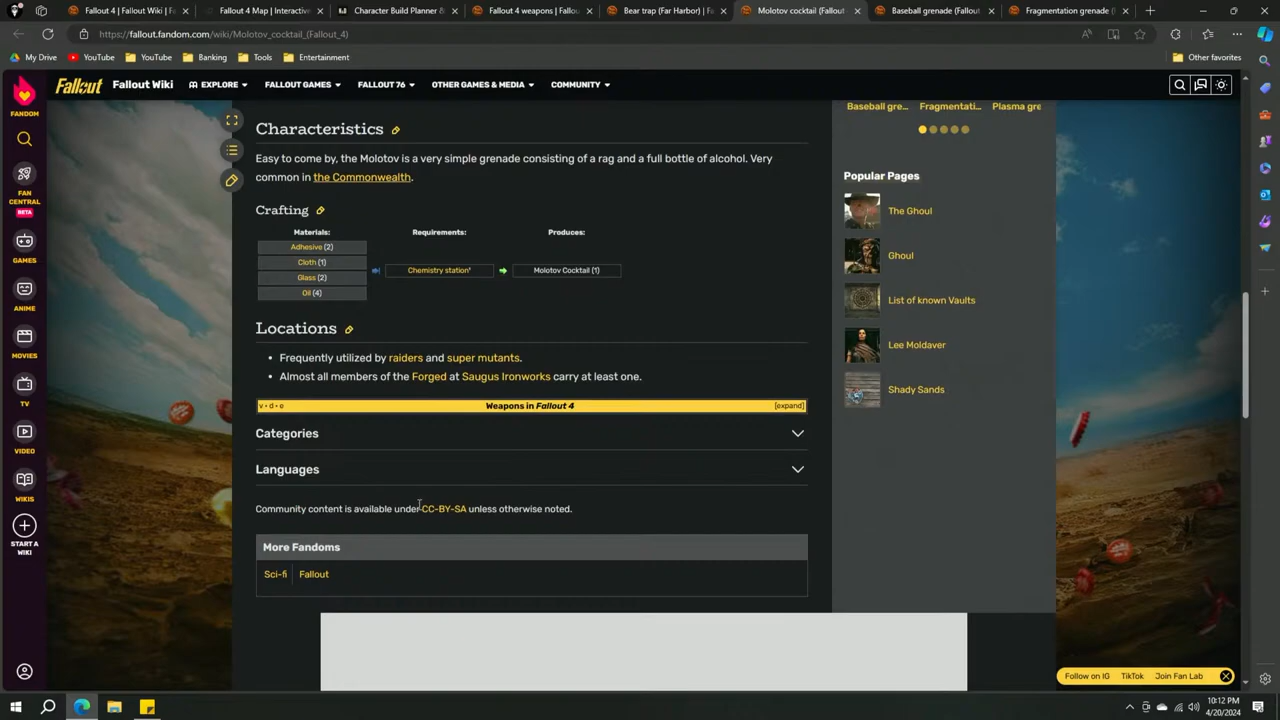 Fallout 4 | Fallout Wiki | F
Fallout 4 Map | Interactive
Character Build Planner &
Fallout 4 weapons | Fallou
Bear trap (Far Harbor) | Fa
Molotov cocktail (Fallout
Baseball grenade (Fallout
Fragmentation grenade (
https://fallout.fandom.com/wiki/Molotov_cocktail_(Fallout_4)
My Drive
YouTube
YouTube
Banking
Tools
Entertainment
Other favorites
Fallout
Fallout Wiki
EXPLORE
FALLOUT GAMES
FALLOUT 76
OTHER GAMES & MEDIA
COMMUNITY
FANDOM
FAN
CENTRAL
BETA
GAMES
ANIME
MOVIES
TV
VIDEO
WIKIS
START A
WIKI
Characteristics
Easy to come by, the Molotov is a very simple grenade consisting of a rag and a full bottle of alcohol. Very
common in the Commonwealth.
Crafting
Materials: Requirements: Produces:
Adhesive (2)
Cloth (1)
Glass (2)
Oil (4)
Chemistry station
Molotov Cocktail (1)
Locations
• Frequently utilized by raiders and super mutants.
• Almost all members of the Forged at Saugus Ironworks carry at least one.
v • d • e Weapons in Fallout 4 [expand]
Categories
Languages
Community content is available under CC-BY-SA unless otherwise noted.
More Fandoms
Sci-fi
Fallout
Baseball gre...
Fragmentati...
Plasma gre
Popular Pages
The Ghoul
Ghoul
List of known Vaults
Lee Moldaver
Shady Sands
Follow on IG
TikTok
Join Fan Lab
10:12 PM
4/20/2024